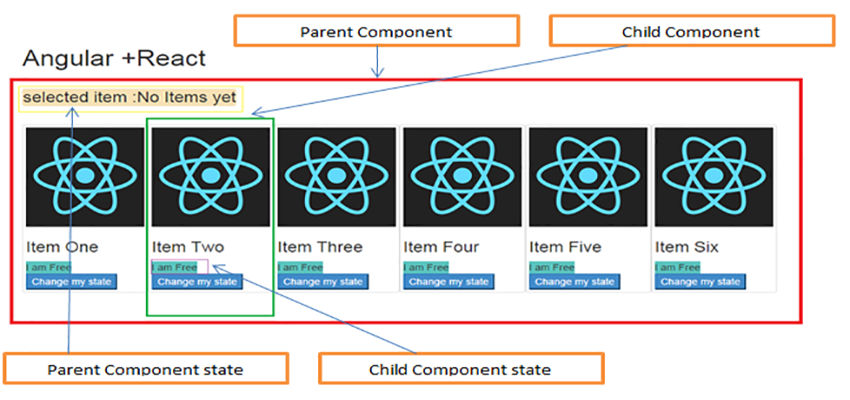 Parent Component
Child Component
Angular +React
selected item :No Items yet
Item One
I am Free
Change my state
Item Two
I am Free
Change my state
Item Three
I am Free
Change my state
Item Four
I am Free
Change my state
Item Five
I am Free
Change my state
Item Six
I am Free
Change my state
Parent Component state
Child Component state